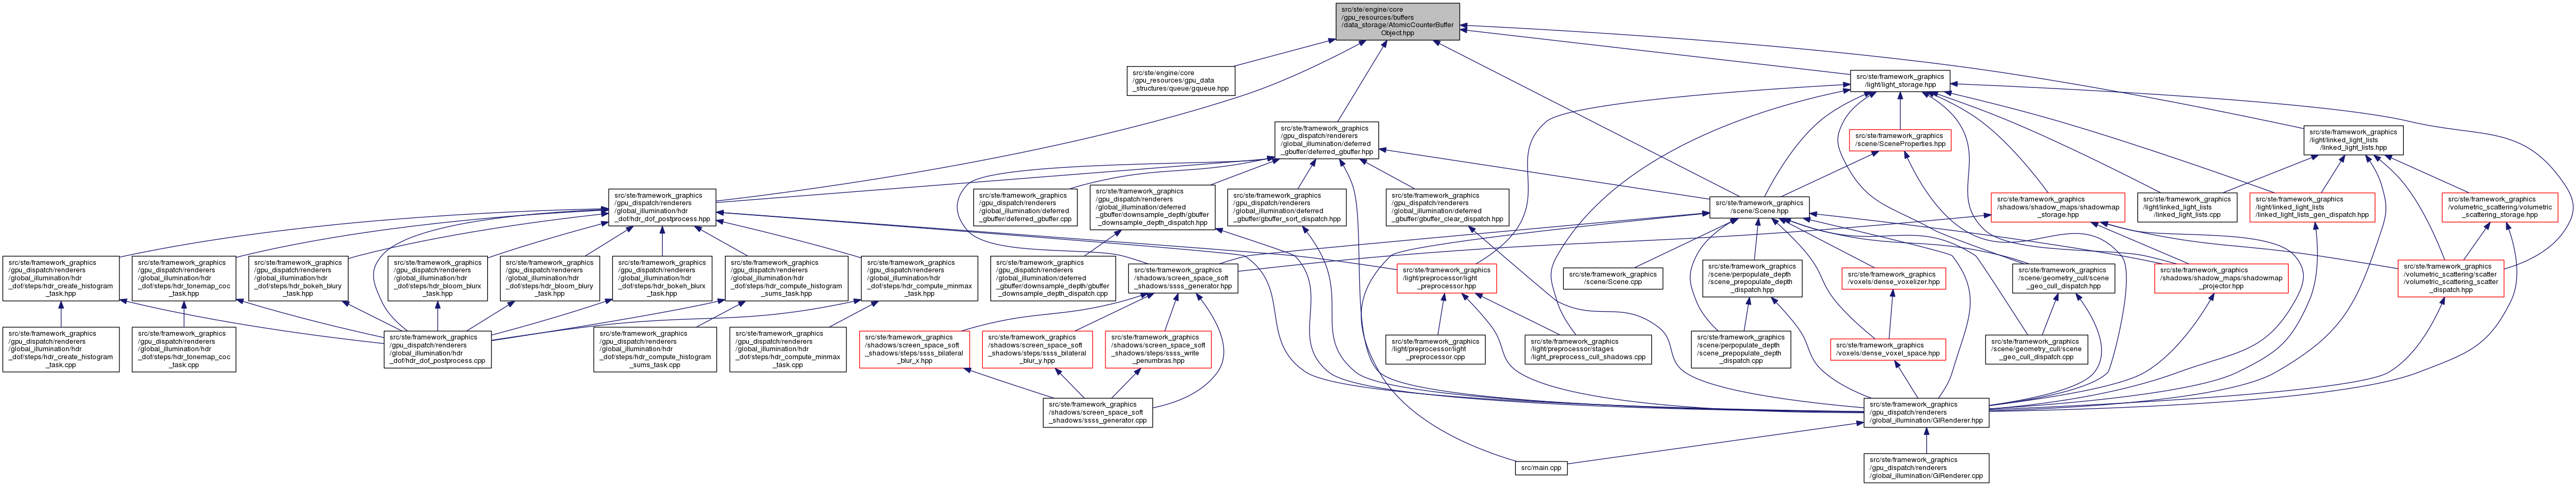 src/ste/engine/core
/gpu_resources/buffers
/data_storage/AtomicCounterBuffer
Object.hpp
src/ste/engine/core
/gpu_resources/gpu_data
_structures/queue/gqueue.hpp
src/ste/framework_graphics
/light/light_storage.hpp
src/ste/framework_graphics
/gpu_dispatch/renderers
/global_illumination/deferred
_gbuffer/deferred_gbuffer.hpp
src/ste/framework_graphics
/scene/SceneProperties.hpp
src/ste/framework_graphics
/light/linked_light_lists
/linked_light_lists.hpp
src/ste/framework_graphics
/gpu_dispatch/renderers
/global_illumination/hdr
_dof/hdr_dof_postprocess.hpp
src/ste/framework_graphics
/gpu_dispatch/renderers
/global_illumination/deferred
_gbuffer/deferred_gbuffer.cpp
src/ste/framework_graphics
/gpu_dispatch/renderers
/global_illumination/deferred
_gbuffer/downsample_depth/gbuffer
_downsample_depth_dispatch.hpp
src/ste/framework_graphics
/gpu_dispatch/renderers
/global_illumination/deferred
_gbuffer/gbuffer_sort_dispatch.hpp
src/ste/framework_graphics
/gpu_dispatch/renderers
/global_illumination/deferred
_gbuffer/gbuffer_clear_dispatch.hpp
src/ste/framework_graphics
/scene/Scene.hpp
src/ste/framework_graphics
/shadows/shadow_maps/shadowmap
_storage.hpp
src/ste/framework_graphics
/light/linked_light_lists
/linked_light_lists.cpp
src/ste/framework_graphics
/light/linked_light_lists
/linked_light_lists_gen_dispatch.hpp
src/ste/framework_graphics
/volumetric_scattering/volumetric
_scattering_storage.hpp
src/ste/framework_graphics
/gpu_dispatch/renderers
/global_illumination/hdr
_dof/steps/hdr_create_histogram
_task.hpp
src/ste/framework_graphics
/gpu_dispatch/renderers
/global_illumination/hdr
_dof/steps/hdr_tonemap_coc
_task.hpp
src/ste/framework_graphics
/gpu_dispatch/renderers
/global_illumination/hdr
_dof/steps/hdr_bokeh_blury
_task.hpp
src/ste/framework_graphics
/gpu_dispatch/renderers
/global_illumination/hdr
_dof/steps/hdr_bloom_blurx
_task.hpp
src/ste/framework_graphics
/gpu_dispatch/renderers
/global_illumination/hdr
_dof/steps/hdr_bloom_blury
_task.hpp
src/ste/framework_graphics
/gpu_dispatch/renderers
/global_illumination/hdr
_dof/steps/hdr_bokeh_blurx
_task.hpp
src/ste/framework_graphics
/gpu_dispatch/renderers
/global_illumination/hdr
_dof/steps/hdr_compute_histogram
_sums_task.hpp
src/ste/framework_graphics
/gpu_dispatch/renderers
/global_illumination/hdr
_dof/steps/hdr_compute_minmax
_task.hpp
src/ste/framework_graphics
/gpu_dispatch/renderers
/global_illumination/deferred
_gbuffer/downsample_depth/gbuffer
_downsample_depth_dispatch.cpp
src/ste/framework_graphics
/shadows/screen_space_soft
_shadows/ssss_generator.hpp
src/ste/framework_graphics
/light/preprocessor/light
_preprocessor.hpp
src/ste/framework_graphics
/scene/Scene.cpp
src/ste/framework_graphics
/scene/perpopulate_depth
/scene_prepopulate_depth
_dispatch.hpp
src/ste/framework_graphics
/voxels/dense_voxelizer.hpp
src/ste/framework_graphics
/scene/geometry_cull/scene
_geo_cull_dispatch.hpp
src/ste/framework_graphics
/shadows/shadow_maps/shadowmap
_projector.hpp
src/ste/framework_graphics
/volumetric_scattering/scatter
/volumetric_scattering_scatter
_dispatch.hpp
src/ste/framework_graphics
/gpu_dispatch/renderers
/global_illumination/hdr
_dof/steps/hdr_create_histogram
_task.cpp
src/ste/framework_graphics
/gpu_dispatch/renderers
/global_illumination/hdr
_dof/steps/hdr_tonemap_coc
_task.cpp
src/ste/framework_graphics
/gpu_dispatch/renderers
/global_illumination/hdr
_dof/hdr_dof_postprocess.cpp
src/ste/framework_graphics
/gpu_dispatch/renderers
/global_illumination/hdr
_dof/steps/hdr_compute_histogram
_sums_task.cpp
src/ste/framework_graphics
/gpu_dispatch/renderers
/global_illumination/hdr
_dof/steps/hdr_compute_minmax
_task.cpp
src/ste/framework_graphics
/shadows/screen_space_soft
_shadows/steps/ssss_bilateral
_blur_x.hpp
src/ste/framework_graphics
/shadows/screen_space_soft
_shadows/steps/ssss_bilateral
_blur_y.hpp
src/ste/framework_graphics
/shadows/screen_space_soft
_shadows/steps/ssss_write
_penumbras.hpp
src/ste/framework_graphics
/light/preprocessor/light
_preprocessor.cpp
src/ste/framework_graphics
/light/preprocessor/stages
/light_preprocess_cull_shadows.cpp
src/ste/framework_graphics
/scene/perpopulate_depth
/scene_prepopulate_depth
_dispatch.cpp
src/ste/framework_graphics
/voxels/dense_voxel_space.hpp
src/ste/framework_graphics
/scene/geometry_cull/scene
_geo_cull_dispatch.cpp
src/ste/framework_graphics
/shadows/screen_space_soft
_shadows/ssss_generator.cpp
src/ste/framework_graphics
/gpu_dispatch/renderers
/global_illumination/GIRenderer.hpp
src/main.cpp
src/ste/framework_graphics
/gpu_dispatch/renderers
/global_illumination/GIRenderer.cpp